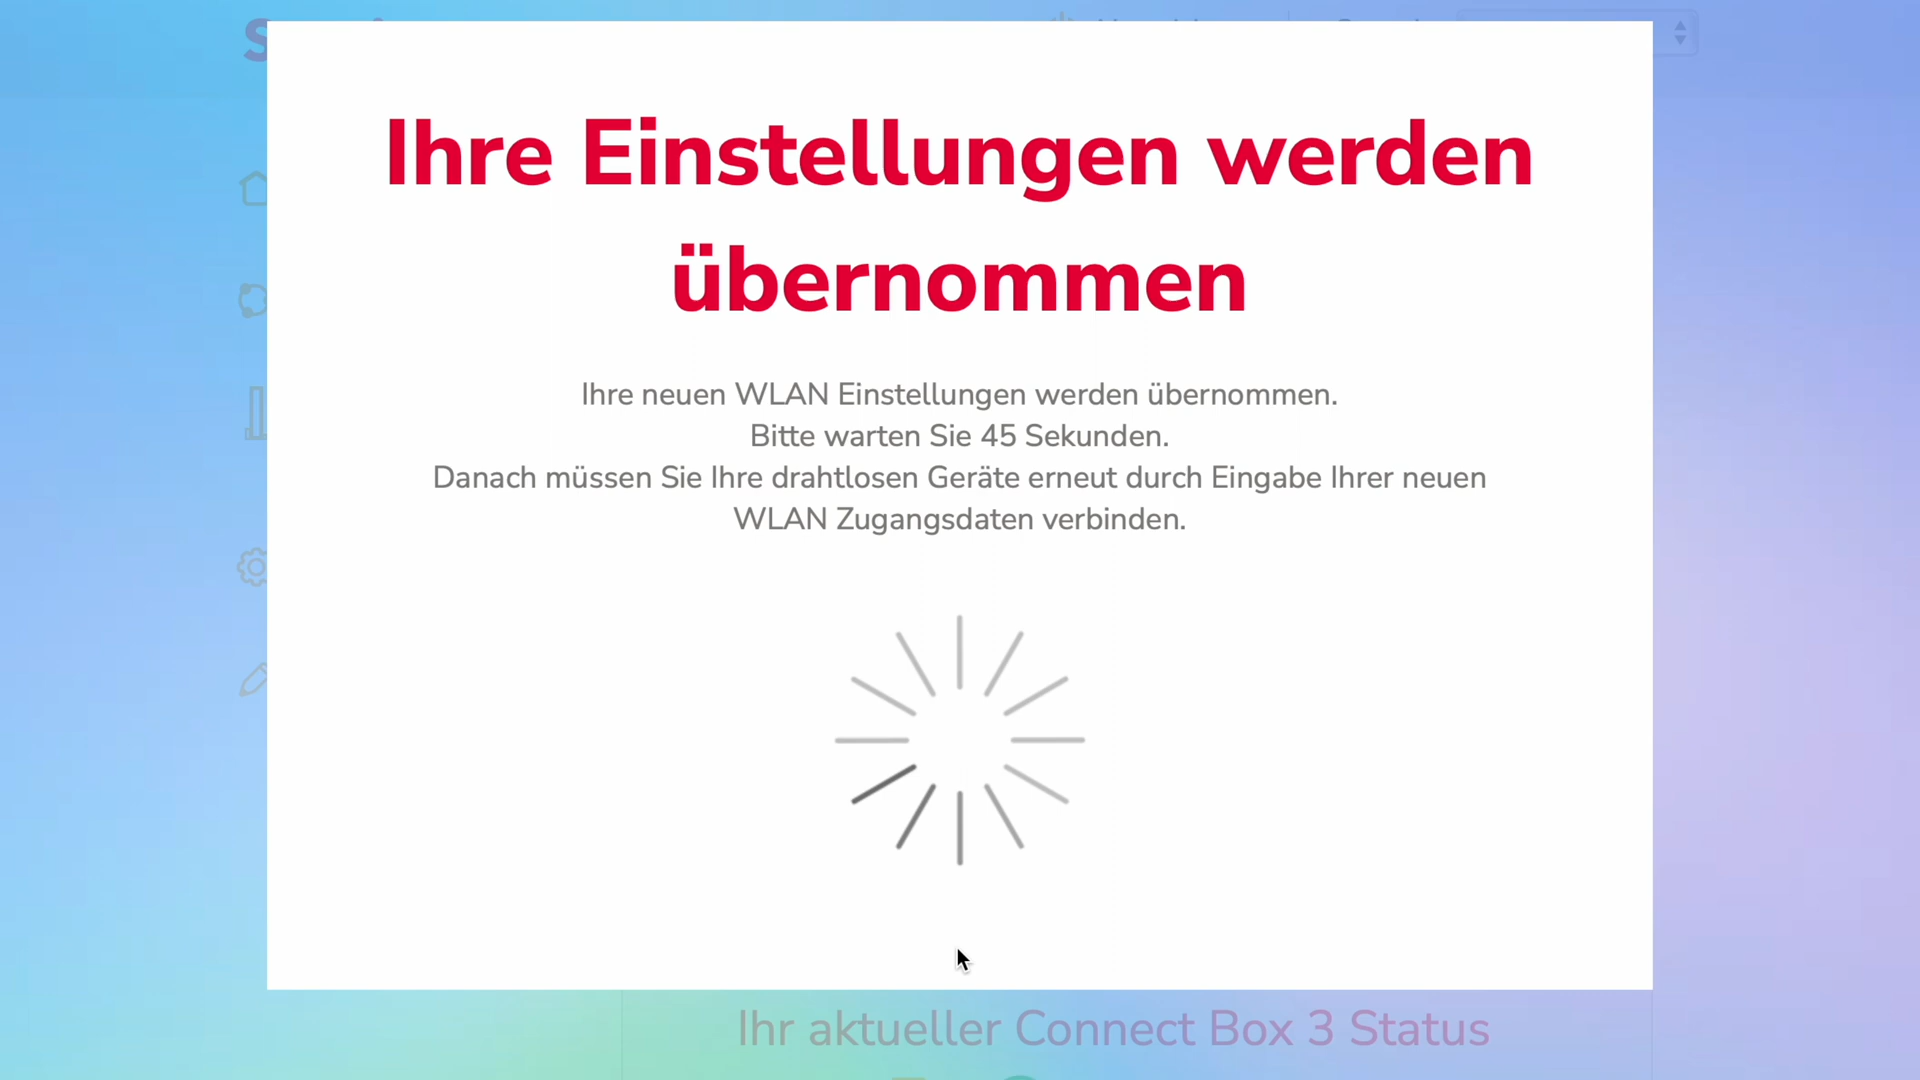 Ihre Einstellungen werden
übernommen
Ihre neuen WLAN Einstellungen werden übernommen.
Bitte warten Sie 45 Sekunden.
Danach müssen Sie Ihre drahtlosen Geräte erneut durch Eingabe Ihrer neuen
WLAN Zugangsdaten verbinden.
Ihr aktueller Connect Box 3 Status